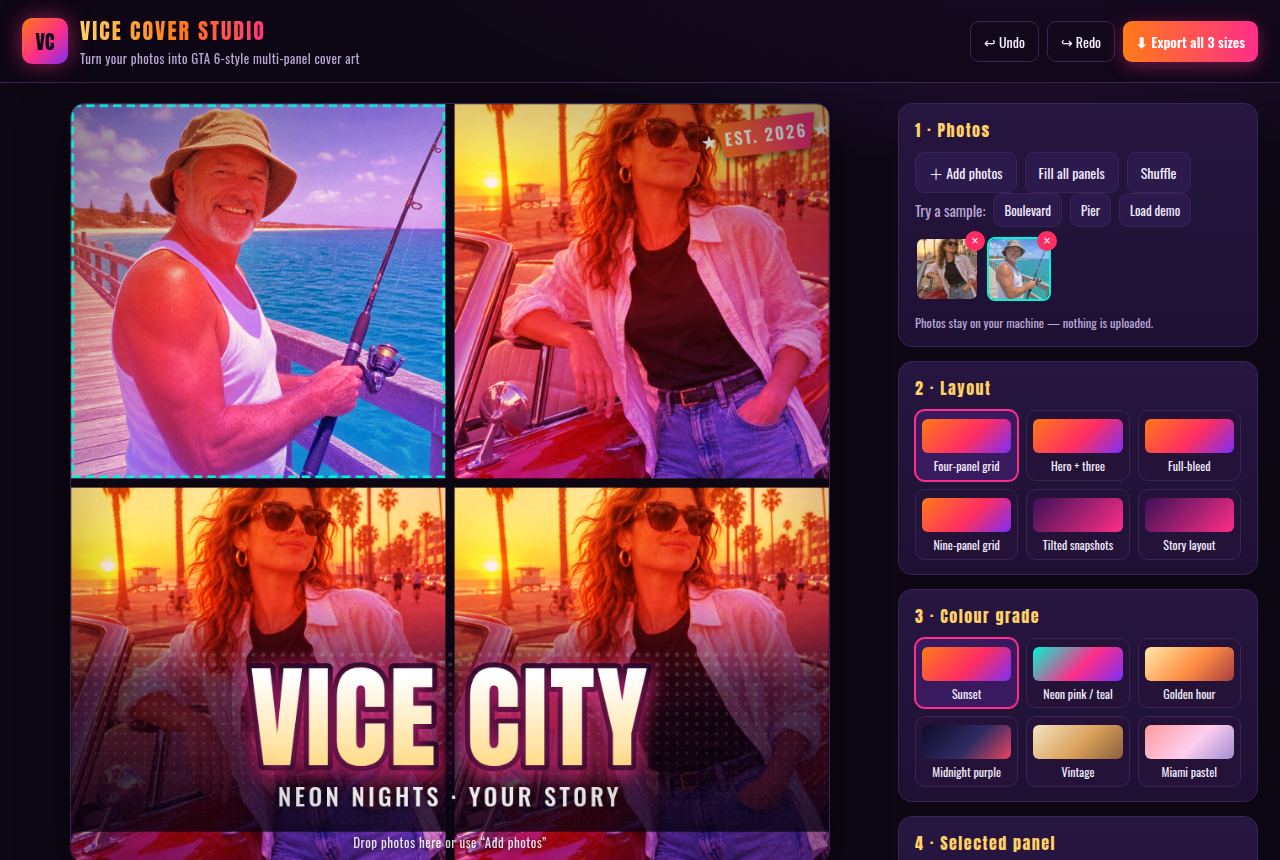 VC
VICE COVER STUDIO
Turn your photos into GTA 6-style multi-panel cover art
↩ Undo
↪ Redo
⬇ Export all 3 sizes
★ EST. 2026 ★
VICE CITY
NEON NIGHTS · YOUR STORY
Drop photos here or use “Add photos”
1 · Photos
＋ Add photos
Fill all panels
Shuffle
Try a sample:
Boulevard
Pier
Load demo
×
×
Photos stay on your machine — nothing is uploaded.
2 · Layout
Four-panel grid
Hero + three
Full-bleed
Nine-panel grid
Tilted snapshots
Story layout
3 · Colour grade
Sunset
Neon pink / teal
Golden hour
Midnight purple
Vintage
Miami pastel
4 · Selected panel